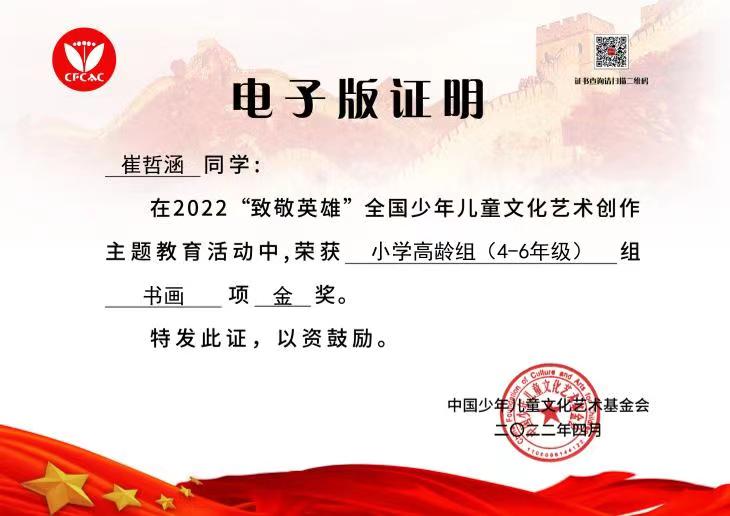 CFCAC
证书查询请扫描二维码
电子版证明
崔哲涵 同学：
在2022“致敬英雄”全国少年儿童文化艺术创作
主题教育活动中,荣获 小学高龄组（4-6年级） 组
书画 项 金 奖。
特发此证，以资鼓励。
中国少年儿童文化艺术基金会
二〇二二年四月